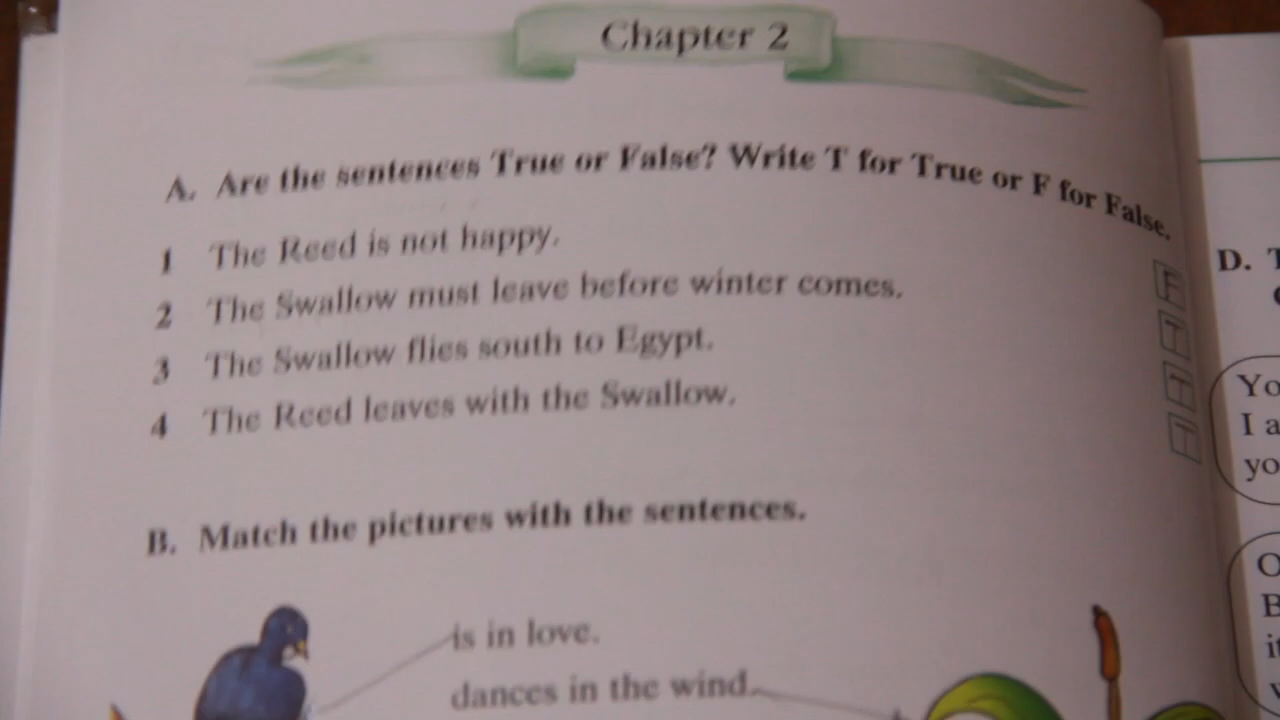 Chapter 2
A. Are the sentences True or False? Write T for True or F for False.
1 The Reed is not happy.
F
2 The Swallow must leave before winter comes.
T
3 The Swallow flies south to Egypt.
T
4 The Reed leaves with the Swallow.
T
B. Match the pictures with the sentences.
is in love.
dances in the wind.
D.
Yo
I a
yo
O
B